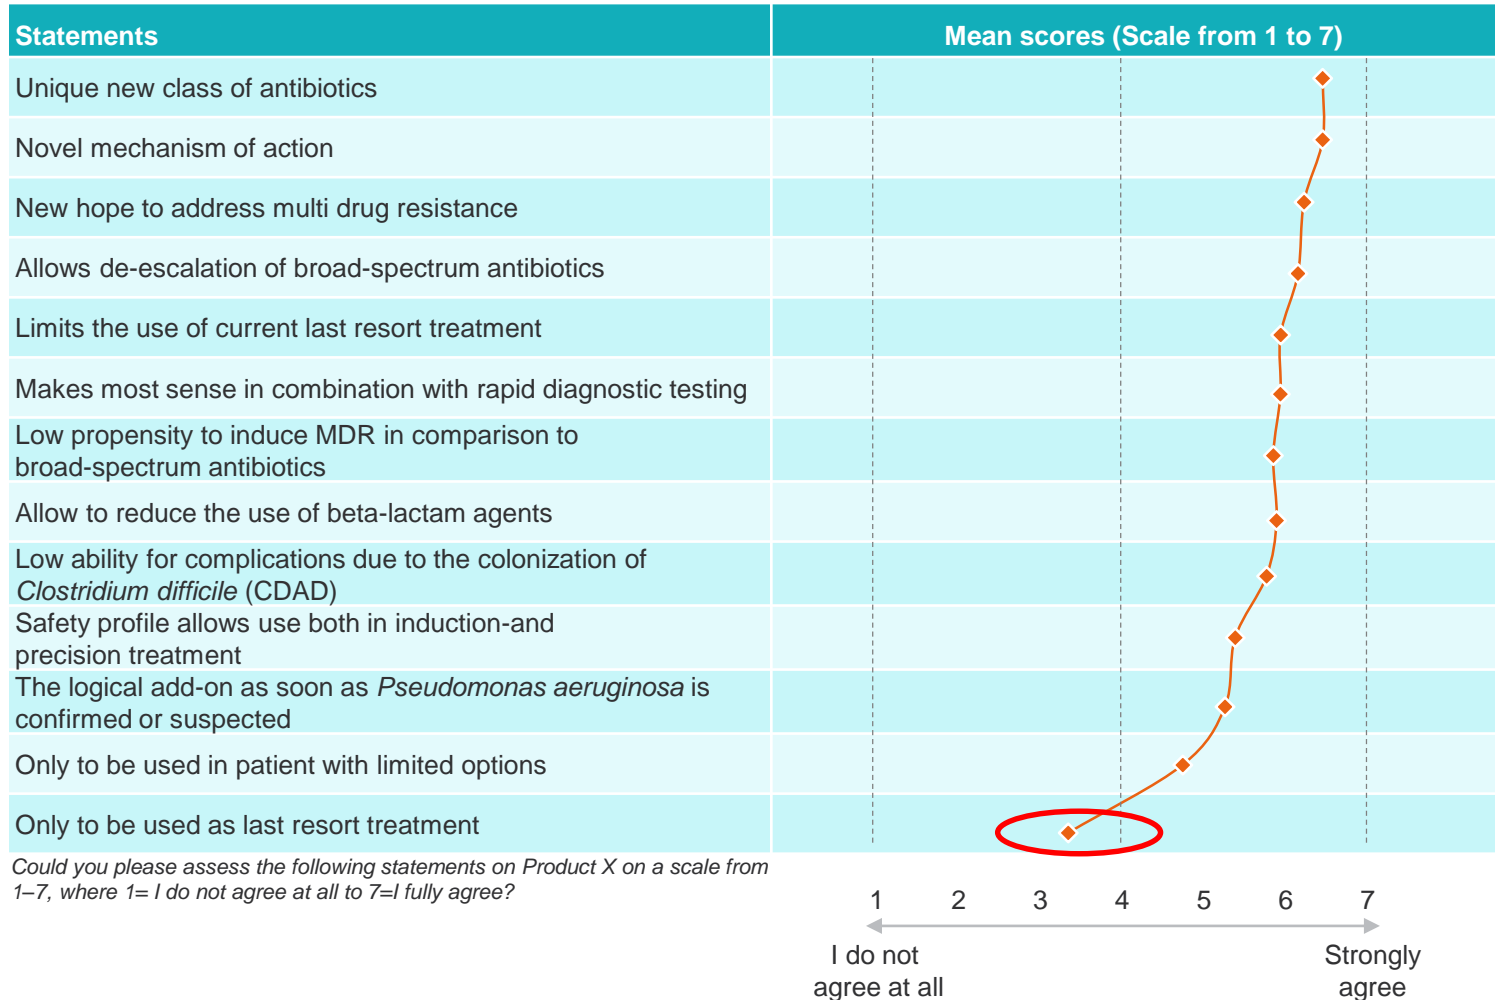 Statements
Mean scores (Scale from 1 to 7)
Unique new class of antibiotics
Novel mechanism of action
New hope to address multi drug resistance
Allows de-escalation of broad-spectrum antibiotics
Limits the use of current last resort treatment
Makes most sense in combination with rapid diagnostic testing
Low propensity to induce MDR in comparison to
broad-spectrum antibiotics
Allow to reduce the use of beta-lactam agents
Low ability for complications due to the colonization of
Clostridium difficile (CDAD)
Safety profile allows use both in induction-and
precision treatment
The logical add-on as soon as Pseudomonas aeruginosa is
confirmed or suspected
Only to be used in patient with limited options
Only to be used as last resort treatment
Could you please assess the following statements on Product X on a scale from
1–7, where 1= I do not agree at all to 7=I fully agree?
1 2 3 4 5 6 7
I do not
agree at all
Strongly
agree